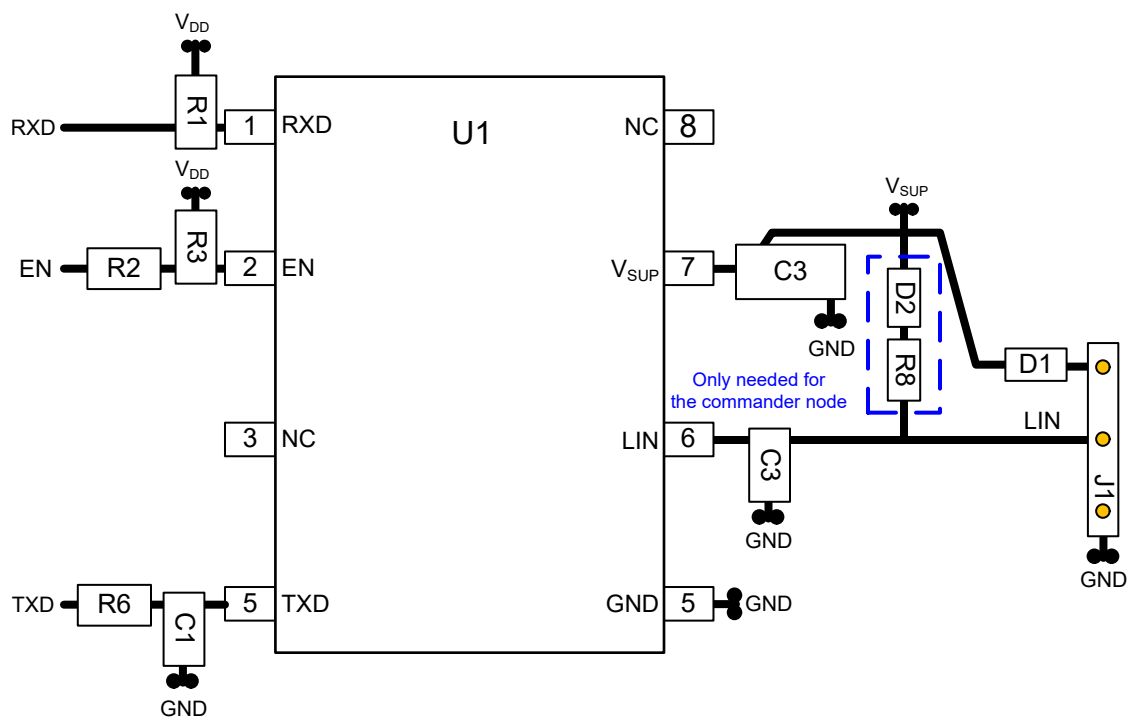 VDD
R1
RXD
1
RXD
U1
NC
8
VDD
R3
EN
R2
2
EN
VSUP
7
C3
GND
VSUP
D2
R8
Only needed for
the commander node
D1
3
NC
LIN
6
LIN
C3
GND
J1
GND
TXD
R6
C1
GND
5
TXD
GND
5
GND